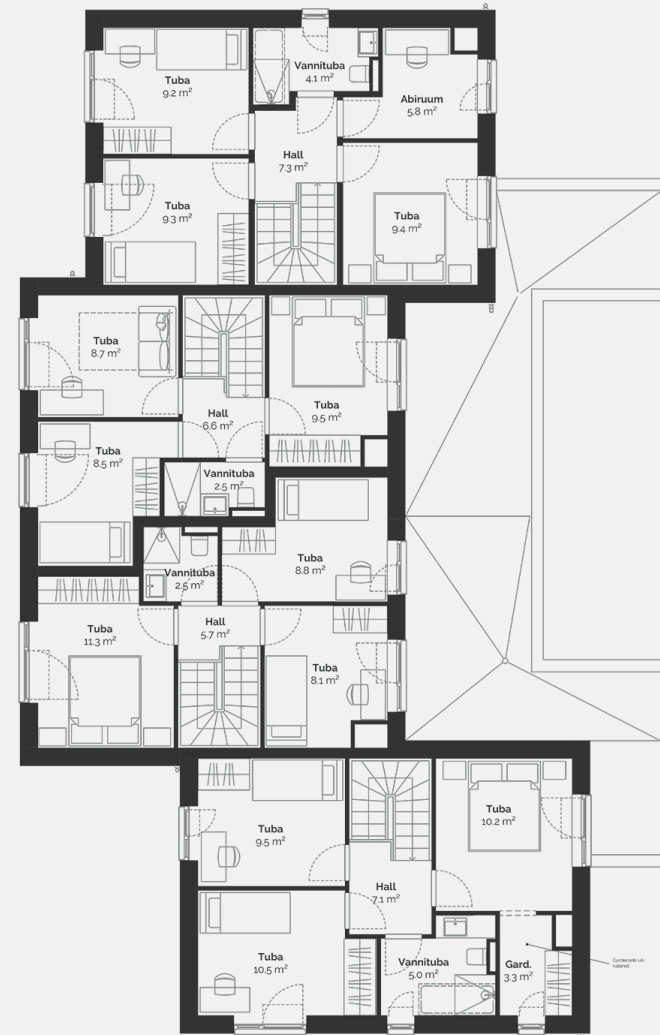 Tuba
9.2 m²
Vannituba
4.1 m²
Abiruum
5.8 m²
Hall
7.3 m²
Tuba
9.3 m²
Tuba
9.4 m²
Tuba
8.7 m²
Hall
6.6 m²
Tuba
9.5 m²
Tuba
8.5 m²
Vannituba
2.5 m²
Tuba
8.8 m²
Vannituba
2.5 m²
Tuba
11.3 m²
Hall
5.7 m²
Tuba
8.1 m²
Tuba
9.5 m²
Tuba
10.2 m²
Hall
7.1 m²
Tuba
10.5 m²
Vannituba
5.0 m²
Gard.
3.3 m²
Garderoob või
kabinet